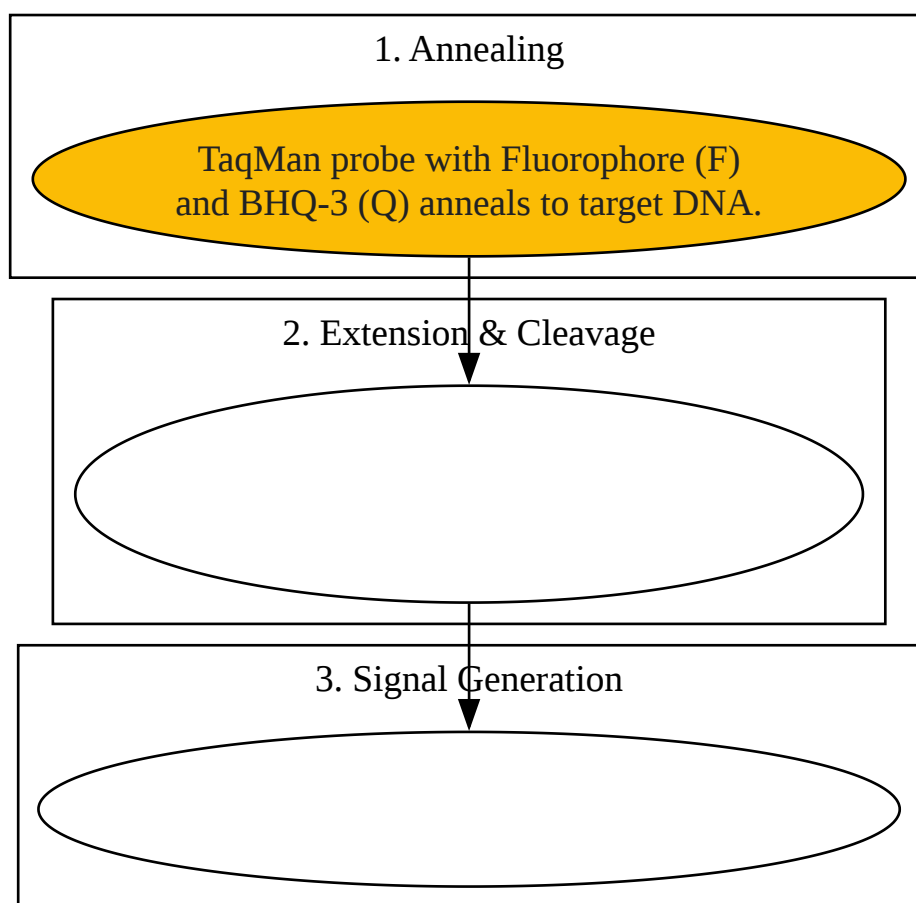 1. Annealing
TaqMan probe with Fluorophore (F)
and BHQ-3 (Q) anneals to target DNA.
2. Extension & Cleavage
3. Signal Generation